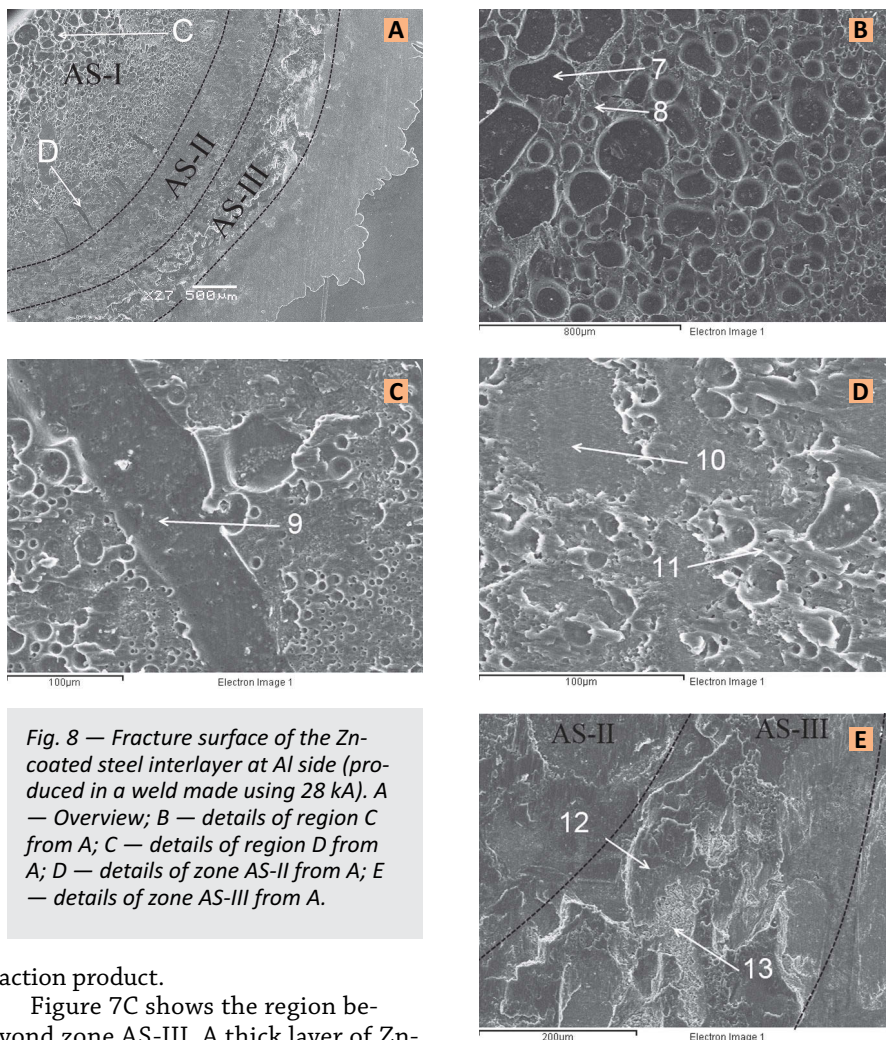 A
C
AS-I
D
AS-II
AS-III
X27 500µm
B
7
8
800µm Electron Image 1
C
9
100µm Electron Image 1
D
10
11
100µm Electron Image 1
Fig. 8 — Fracture surface of the Zn-
coated steel interlayer at Al side (pro-
duced in a weld made using 28 kA). A
— Overview; B — details of region C
from A; C — details of region D from
A; D — details of zone AS-II from A; E
— details of zone AS-III from A.
AS-II AS-III
E
12
13
200µm Electron Image 1
action product.
Figure 7C shows the region be-
yond zone AS-III. A thick layer of Zn-